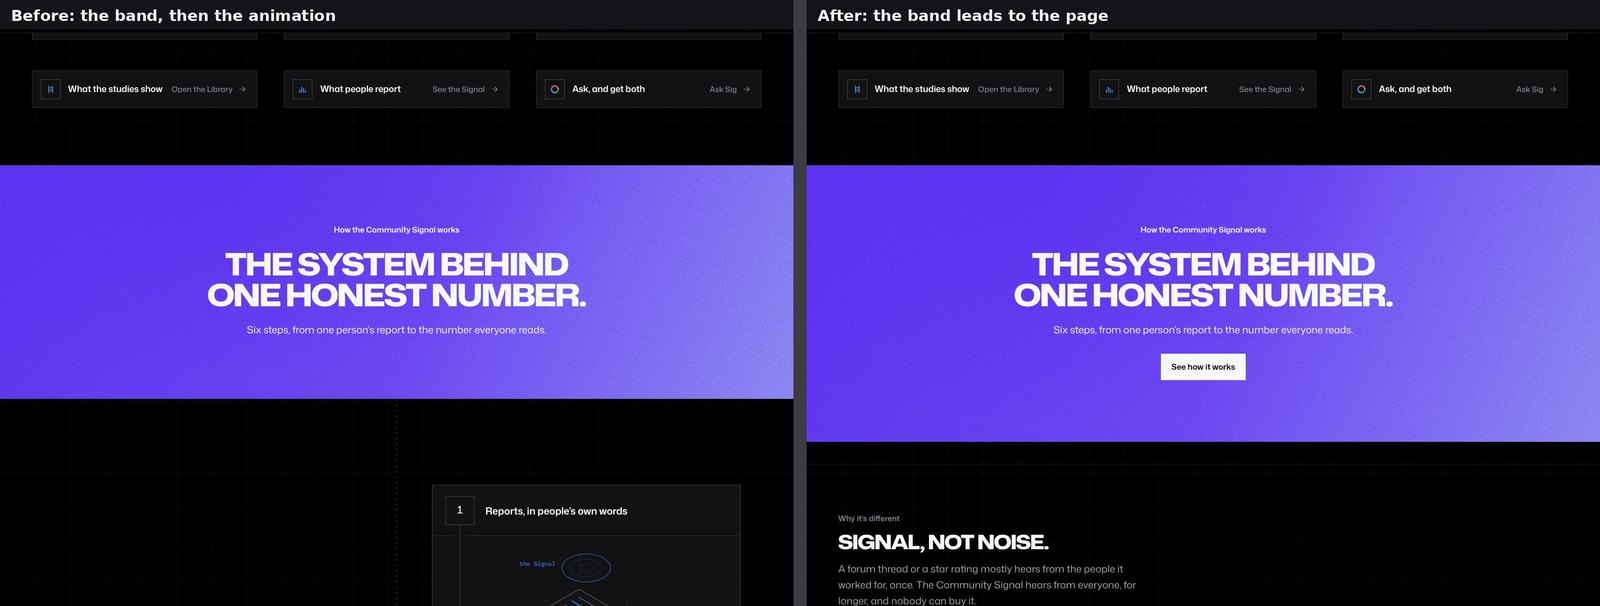 Before: the band, then the animation
What the studies show Open the Library →
What people report See the Signal →
Ask, and get both Ask Sig →
How the Community Signal works
THE SYSTEM BEHIND
ONE HONEST NUMBER.
Six steps, from one person's report to the number everyone reads.
1 Reports, in people's own words
the Signal
After: the band leads to the page
What the studies show Open the Library →
What people report See the Signal →
Ask, and get both Ask Sig →
How the Community Signal works
THE SYSTEM BEHIND
ONE HONEST NUMBER.
Six steps, from one person's report to the number everyone reads.
See how it works
Why it's different
SIGNAL, NOT NOISE.
A forum thread or a star rating mostly hears from the people it
worked for, once. The Community Signal hears from everyone, for
longer, and nobody can buy it.